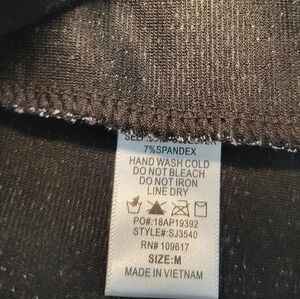 7%SPANDEX
HAND WASH COLD
DO NOT BLEACH
DO NOT IRON
LINE DRY
PO#:18AP19392
STYLE#:SJ3540
RN# 109617
SIZE:M
MADE IN VIETNAM